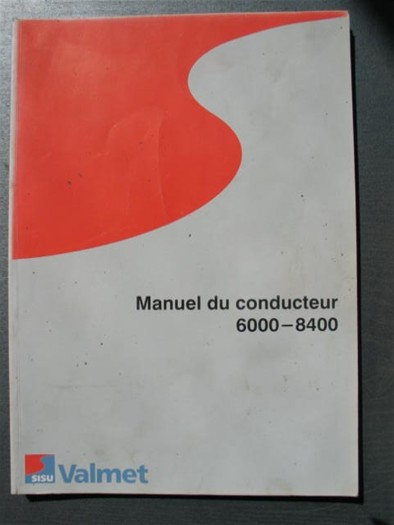 Manuel du conducteur
6000–8400
SISU Valmet